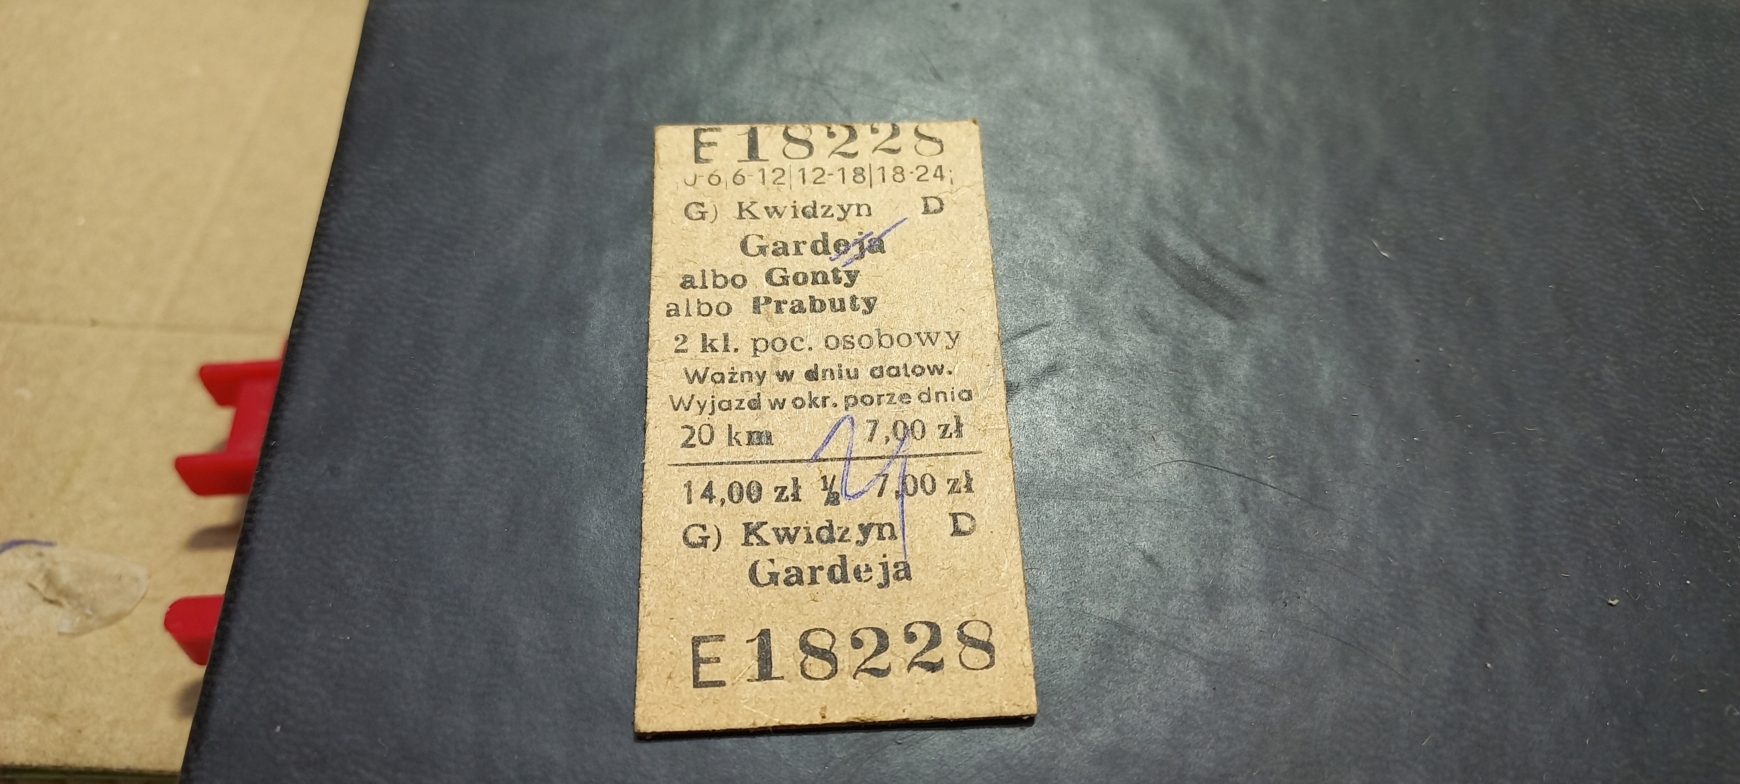 E 18228
0-6 6-12|12-18|18-24
G) Kwidzyn D
Gardeja
albo Gonty
albo Prabuty
2 kl. poc. osobowy
Ważny w dniu datow.
Wyjazd w okr. porze dnia
20 km 7,00 zł
14,00 zł ½ 7,00 zł
G) Kwidzyn D
Gardeja
E 18228